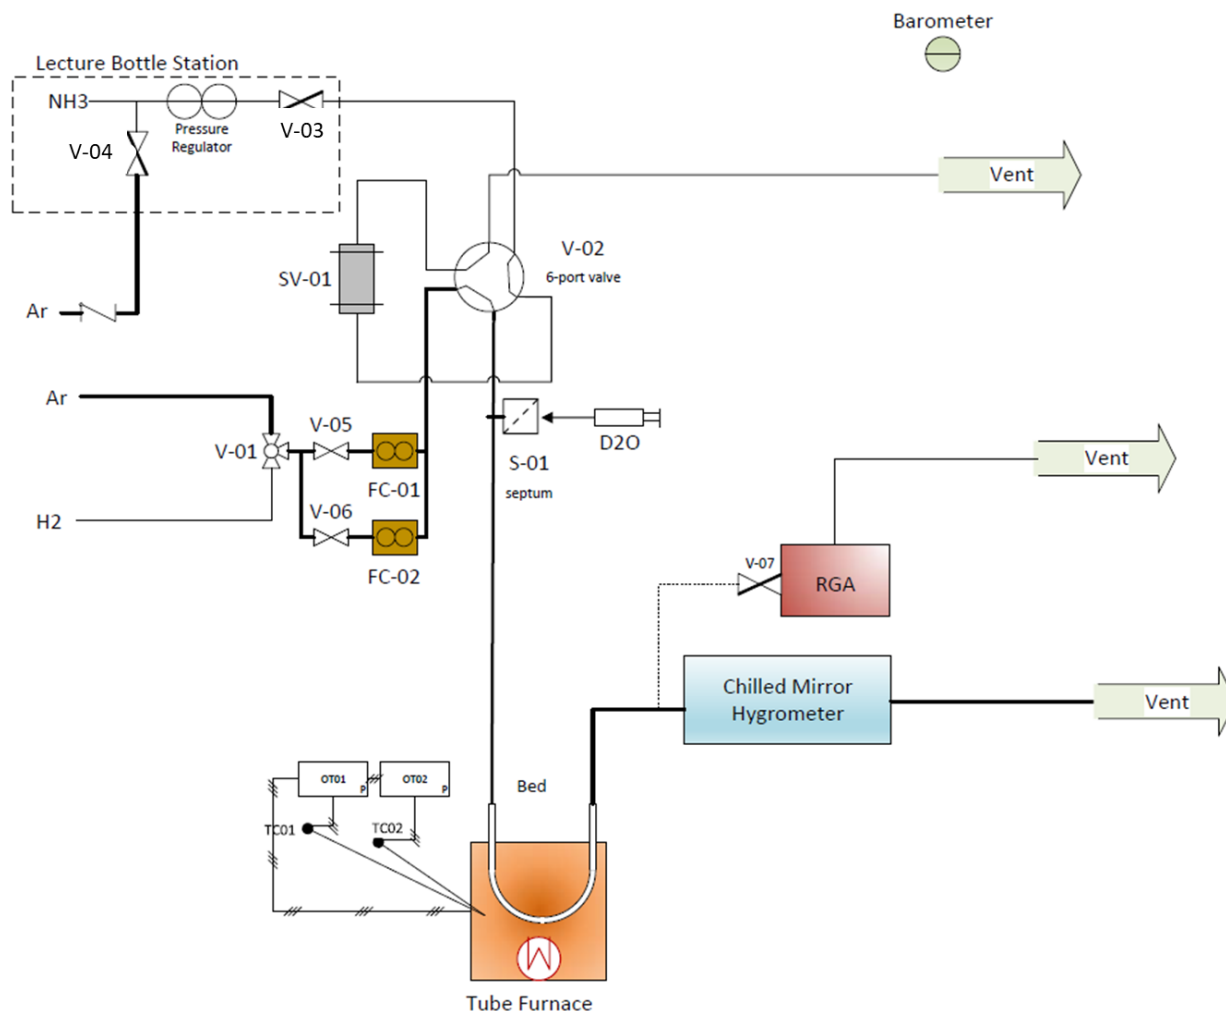 Barometer
Lecture Bottle Station
NH3
Pressure
Regulator
V-03
V-04
Vent
V-02
6-port valve
SV-01
Ar
Ar
V-05
V-01
FC-01
D2O
S-01
septum
Vent
V-06
H2
FC-02
V-07
RGA
Chilled Mirror
Hygrometer
Vent
Bed
OT01
P
OT02
P
TC01
TC02
Tube Furnace